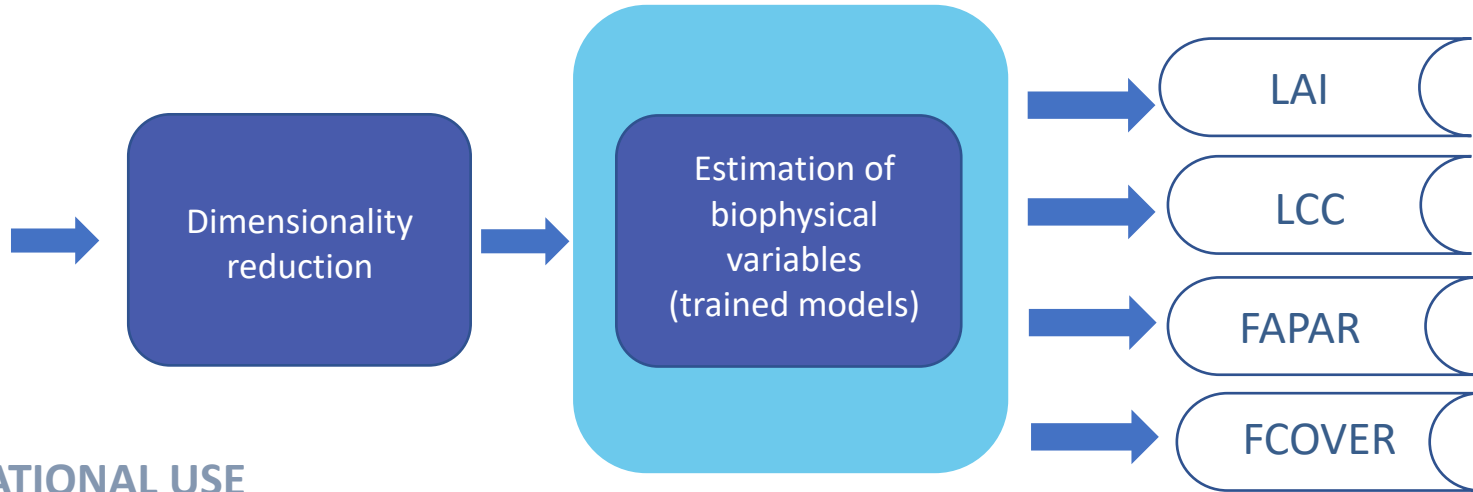 Dimensionality
reduction
Estimation of
biophysical
variables
(trained models)
LAI
LCC
FAPAR
FCOVER
ATIONAL USE